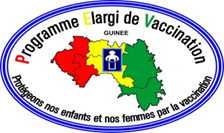 Programme Elargi de Vaccination
GUINEE
Protégeons nos enfants et nos femmes par la vaccination